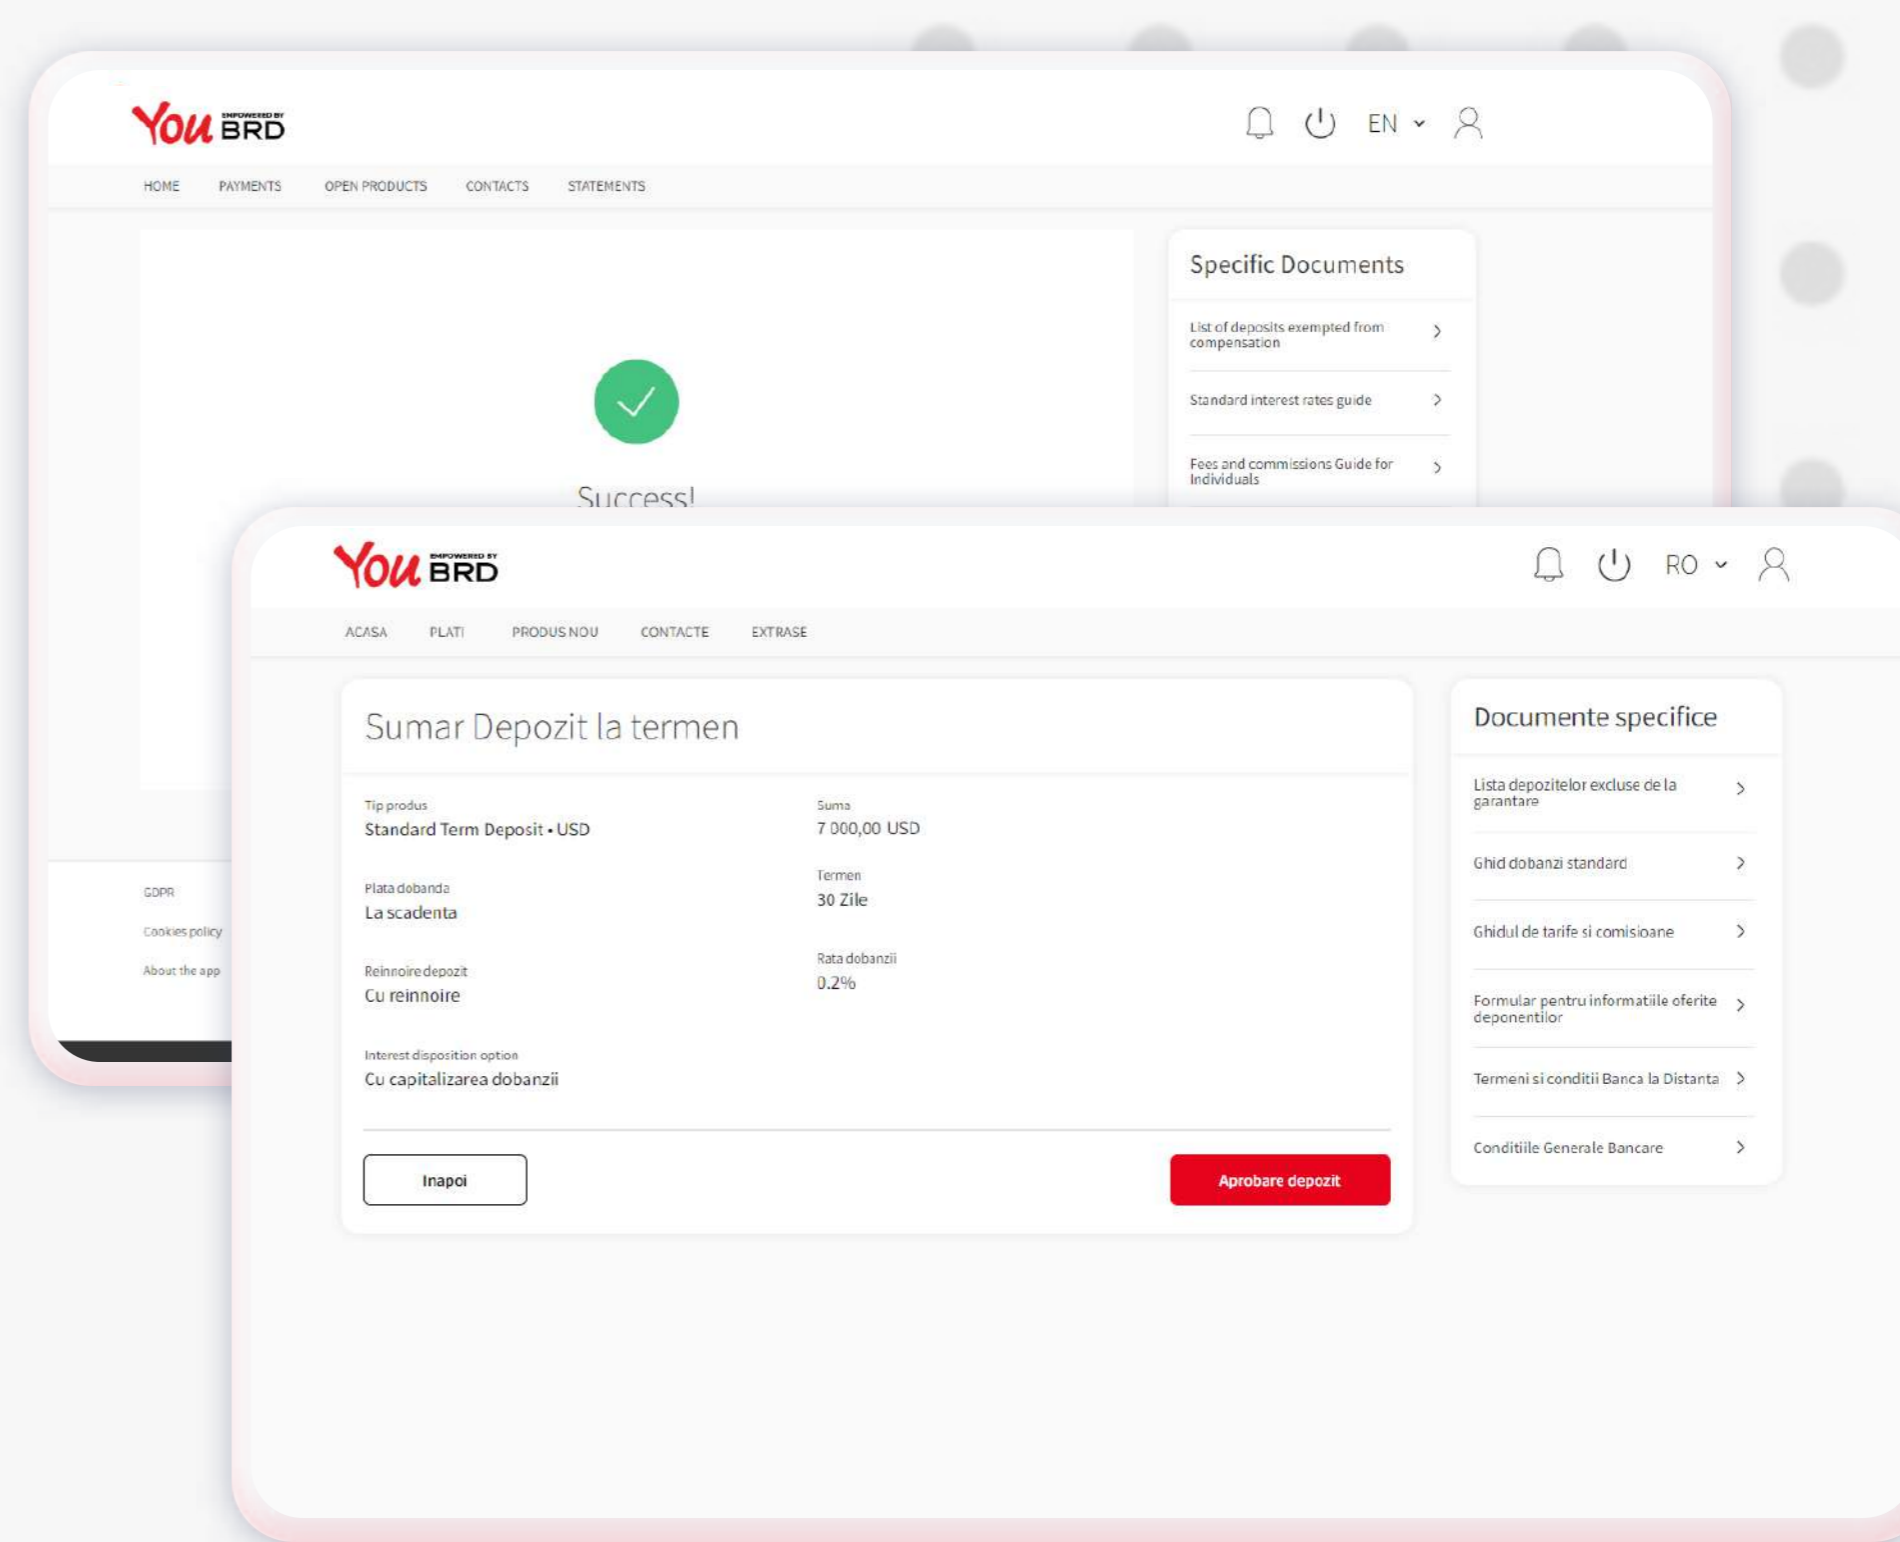 You EMPOWERED BY BRD
EN
HOME PAYMENTS OPEN PRODUCTS CONTACTS STATEMENTS
Success!
Specific Documents
List of deposits exempted from
compensation
Standard interest rates guide
Fees and commissions Guide for
Individuals
GDPR
Cookies policy
About the app
You EMPOWERED BY BRD
RO
ACASA PLATI PRODUS NOU CONTACTE EXTRASE
Sumar Depozit la termen
Tip produs
Standard Term Deposit • USD
Plata dobanda
La scadenta
Reinnoire depozit
Cu reinnoire
Interest disposition option
Cu capitalizarea dobanzii
Suma
7 000,00 USD
Termen
30 Zile
Rata dobanzii
0.2%
Inapoi
Aprobare depozit
Documente specifice
Lista depozitelor excluse de la
garantare
Ghid dobanzi standard
Ghidul de tarife si comisioane
Formular pentru informatiile oferite
deponentilor
Termeni si conditii Banca la Distanta
Conditiile Generale Bancare